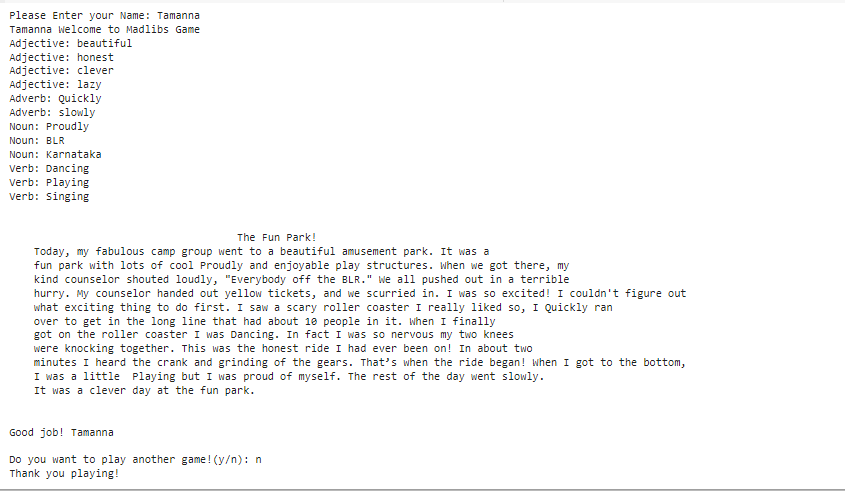 Please Enter your Name: Tamanna
Tamanna Welcome to Madlibs Game
Adjective: beautiful
Adjective: honest
Adjective: clever
Adjective: lazy
Adverb: Quickly
Adverb: slowly
Noun: Proudly
Noun: BLR
Noun: Karnataka
Verb: Dancing
Verb: Playing
Verb: Singing
The Fun Park!
Today, my fabulous camp group went to a beautiful amusement park. It was a
fun park with lots of cool Proudly and enjoyable play structures. When we got there, my
kind counselor shouted loudly, "Everybody off the BLR." We all pushed out in a terrible
hurry. My counselor handed out yellow tickets, and we scurried in. I was so excited! I couldn't figure out
what exciting thing to do first. I saw a scary roller coaster I really liked so, I Quickly ran
over to get in the long line that had about 10 people in it. When I finally
got on the roller coaster I was Dancing. In fact I was so nervous my two knees
were knocking together. This was the honest ride I had ever been on! In about two
minutes I heard the crank and grinding of the gears. That’s when the ride began! When I got to the bottom,
I was a little  Playing but I was proud of myself. The rest of the day went slowly.
It was a clever day at the fun park.
Good job! Tamanna
Do you want to play another game!(y/n): n
Thank you playing!